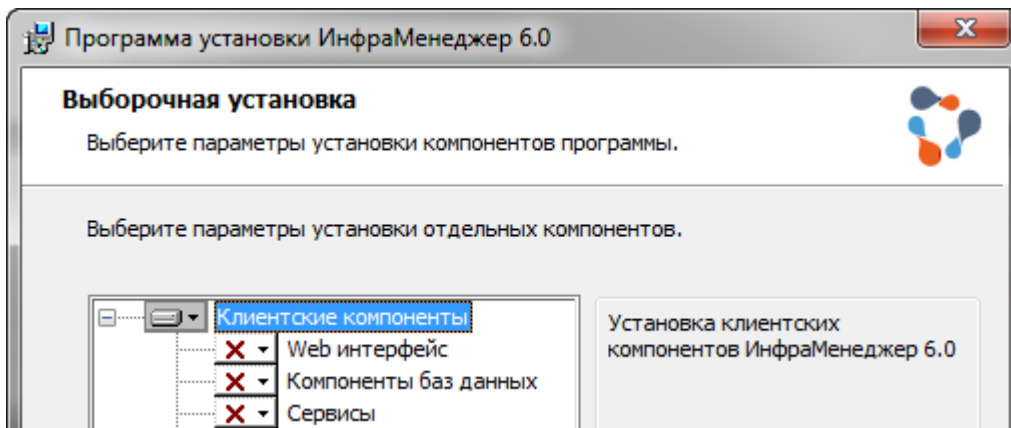 Программа установки ИнфраМенеджер 6.0
Выборочная установка
Выберите параметры установки компонентов программы.
Выберите параметры установки отдельных компонентов.
Клиентские компоненты
Web интерфейс
Компоненты баз данных
Сервисы
Установка клиентских
компонентов ИнфраМенеджер 6.0